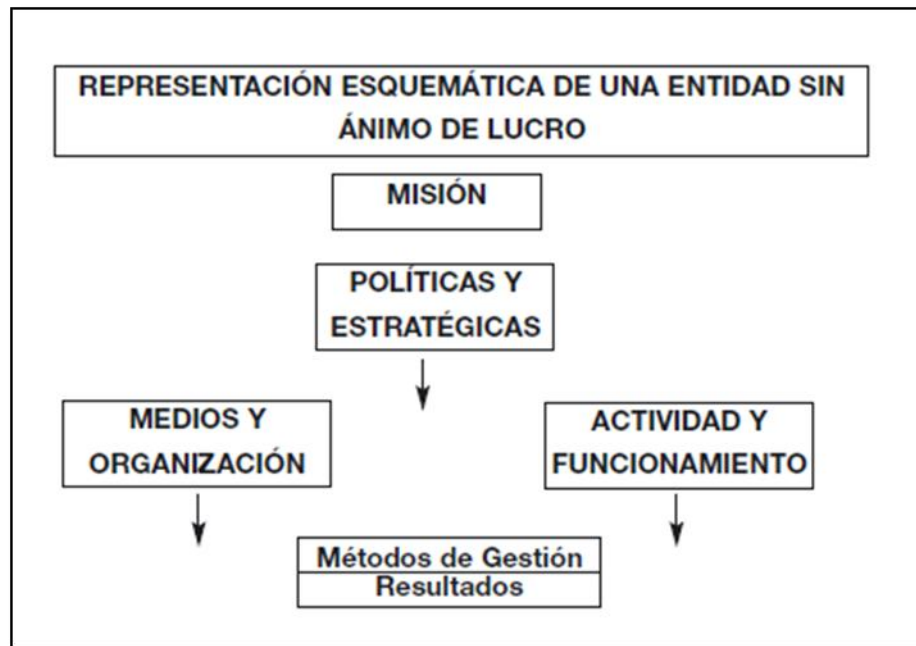 REPRESENTACIÓN ESQUEMÁTICA DE UNA ENTIDAD SIN
ÁNIMO DE LUCRO
MISIÓN
POLÍTICAS Y
ESTRATÉGICAS
MEDIOS Y
ORGANIZACIÓN
ACTIVIDAD Y
FUNCIONAMIENTO
Métodos de Gestión
Resultados